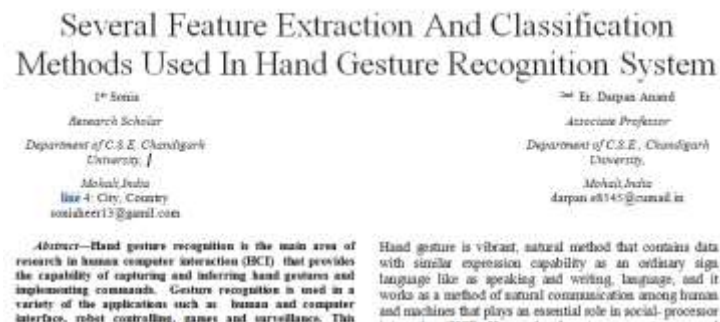 Several Feature Extraction And Classification
Methods Used In Hand Gesture Recognition System
1st Sonia
Research Scholar
Department of C.S.E, Chandigarh
University,
Mohali,India
line 4: City, Country
soniaheer13@gamil.com
2nd Er. Darpan Anand
Associate Professor
Department of C.S.E, Chandigarh
University,
Mohali,India
darpan.e8545@cumail.in
Abstract—Hand gesture recognition is the main area of
research in human computer interaction (HCI) that provides
the capability of capturing and inferring hand gestures and
implementing commands. Gesture recognition is used in a
variety of the applications such as human and computer
interface, robot controlling, games and surveillance. This
Hand gesture is vibrant, natural method that contains data
with similar expression capability as an ordinary sign
language like as speaking and writing, language, and it
works as a method of natural communication among human
and machines that plays an essential role in social- processor